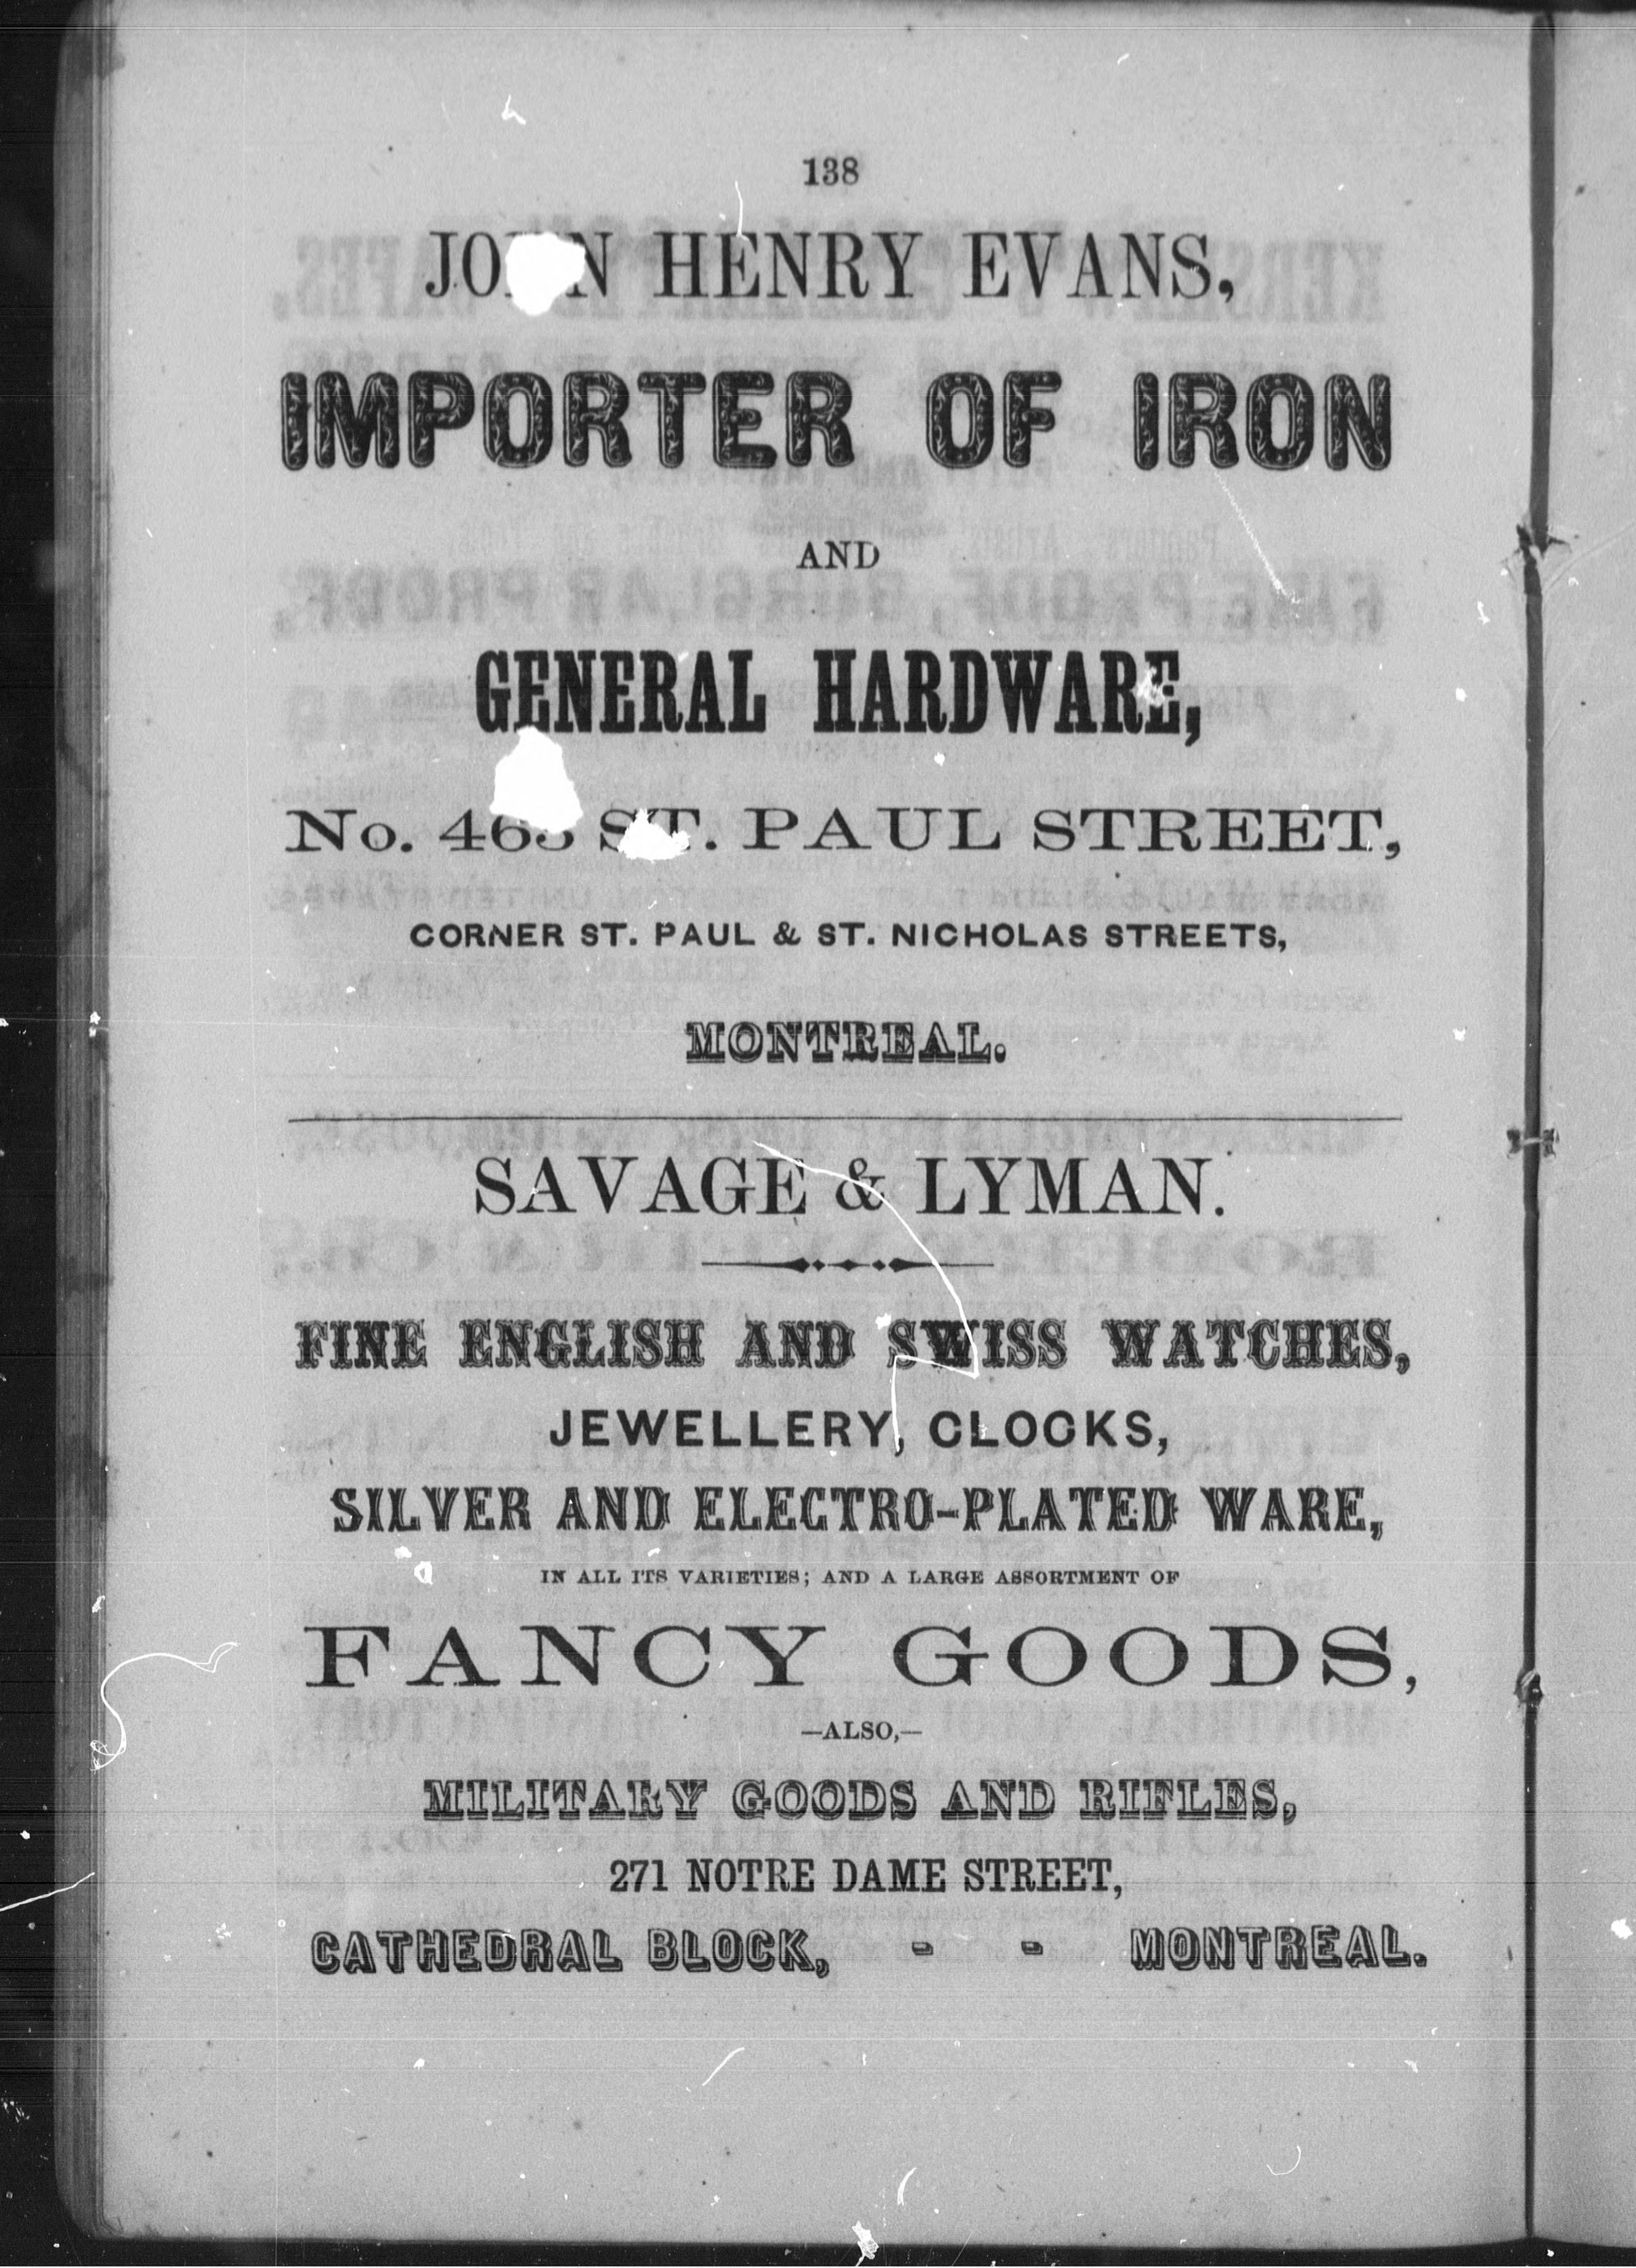 138
JOHN HENRY EVANS,
IMPORTER OF IRON
AND
GENERAL HARDWARE,
No. ST. PAUL STREET,
CORNER ST. PAUL & ST. NICHOLAS STREETS,
MONTREAL.
SAVAGE & LYMAN.
FINE ENGLISH AND SWISS WATCHES,
JEWELLERY, CLOCKS,
SILVER AND ELECTRO-PLATED WARE,
IN ALL ITS VARIETIES; AND A LARGE ASSORTMENT OF
FANCY GOODS,
—ALSO,—
MILITARY GOODS AND RIFLES,
271 NOTRE DAME STREET,
CATHEDRAL BLOCK, - - MONTREAL.